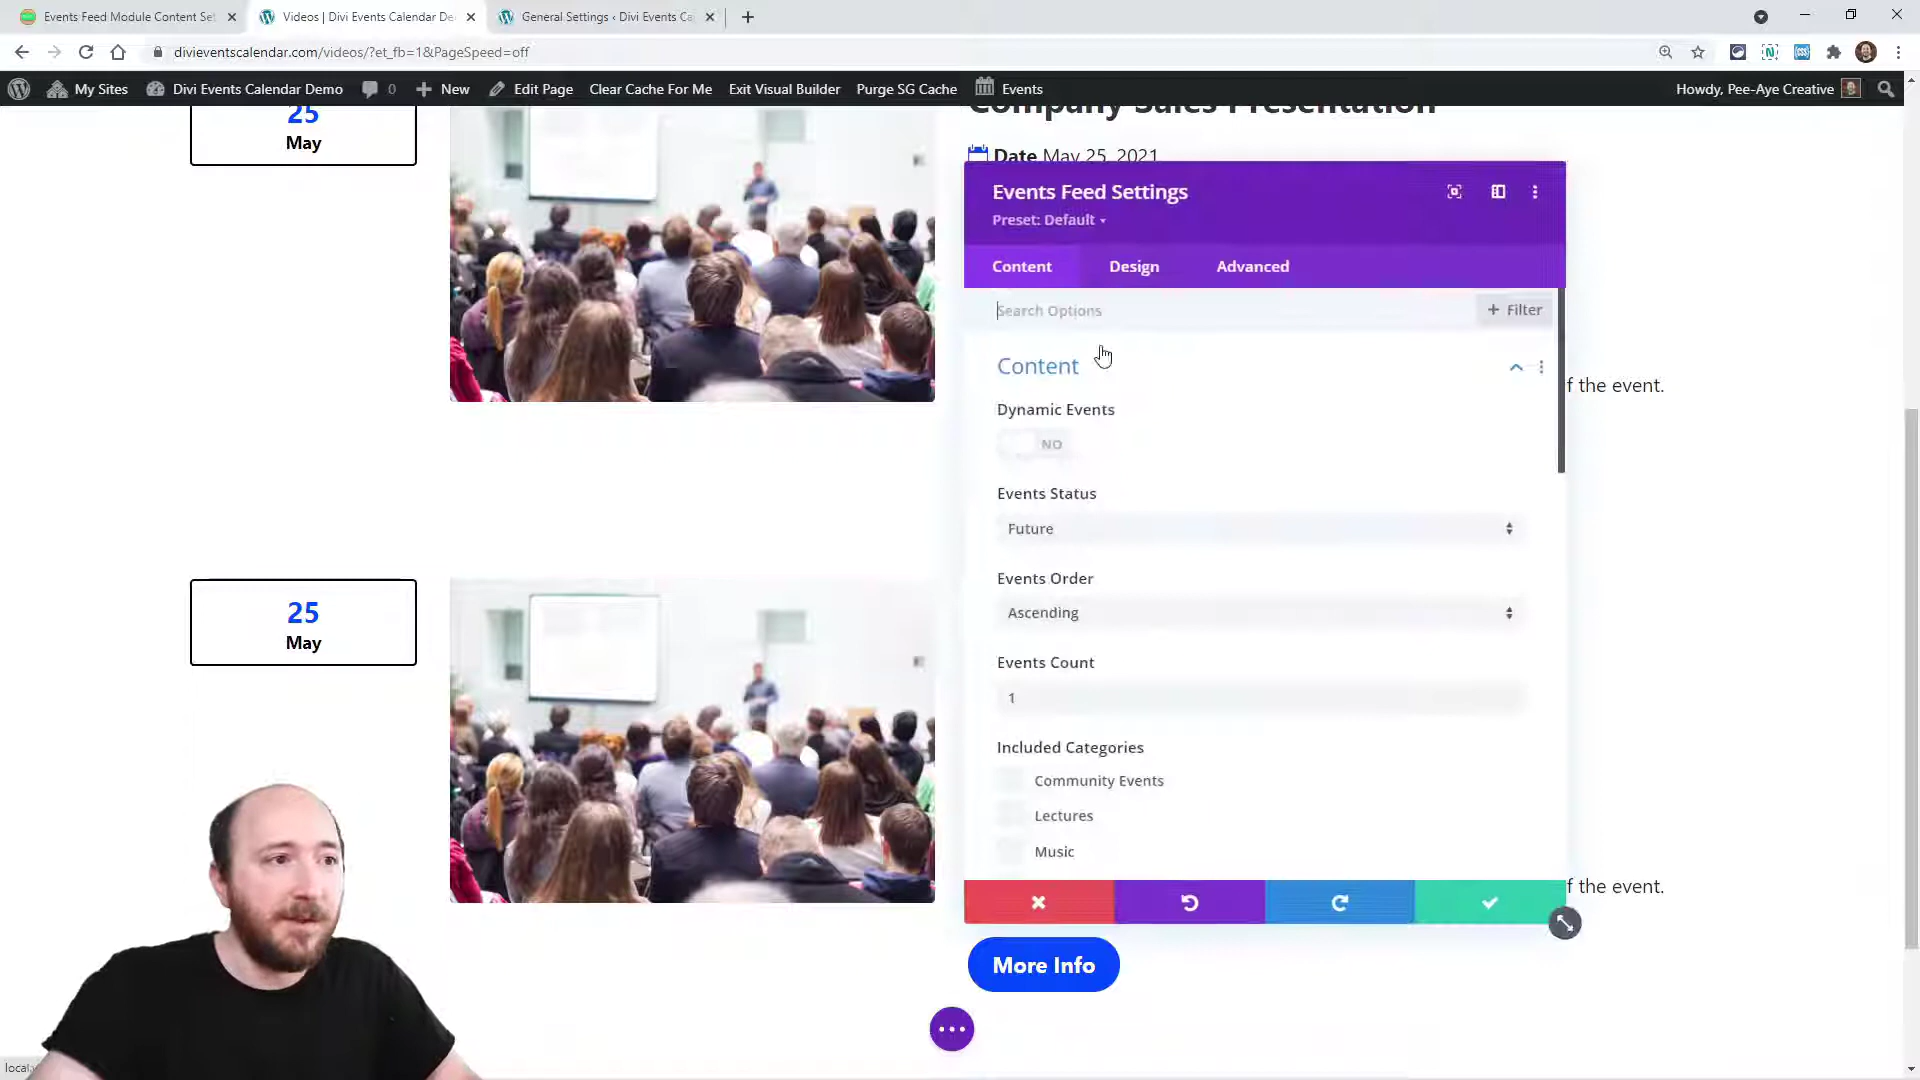 Events Feed Module Content Set
Videos | Divi Events Calendar De
General Settings ‹ Divi Events Ca
divieventscalendar.com/videos/?et_fb=1&PageSpeed=off
My Sites
Divi Events Calendar Demo
0
New
Edit Page
Clear Cache For Me
Exit Visual Builder
Purge SG Cache
Events
Howdy, Pee-Aye Creative
25
May
Company Sales Presentation
Date May 25, 2021
Events Feed Settings
Preset: Default
Content
Design
Advanced
Search Options
+ Filter
Content
Dynamic Events
NO
Events Status
Future
Events Order
Ascending
Events Count
1
Included Categories
Community Events
Lectures
Music
f the event.
25
May
f the event.
More Info